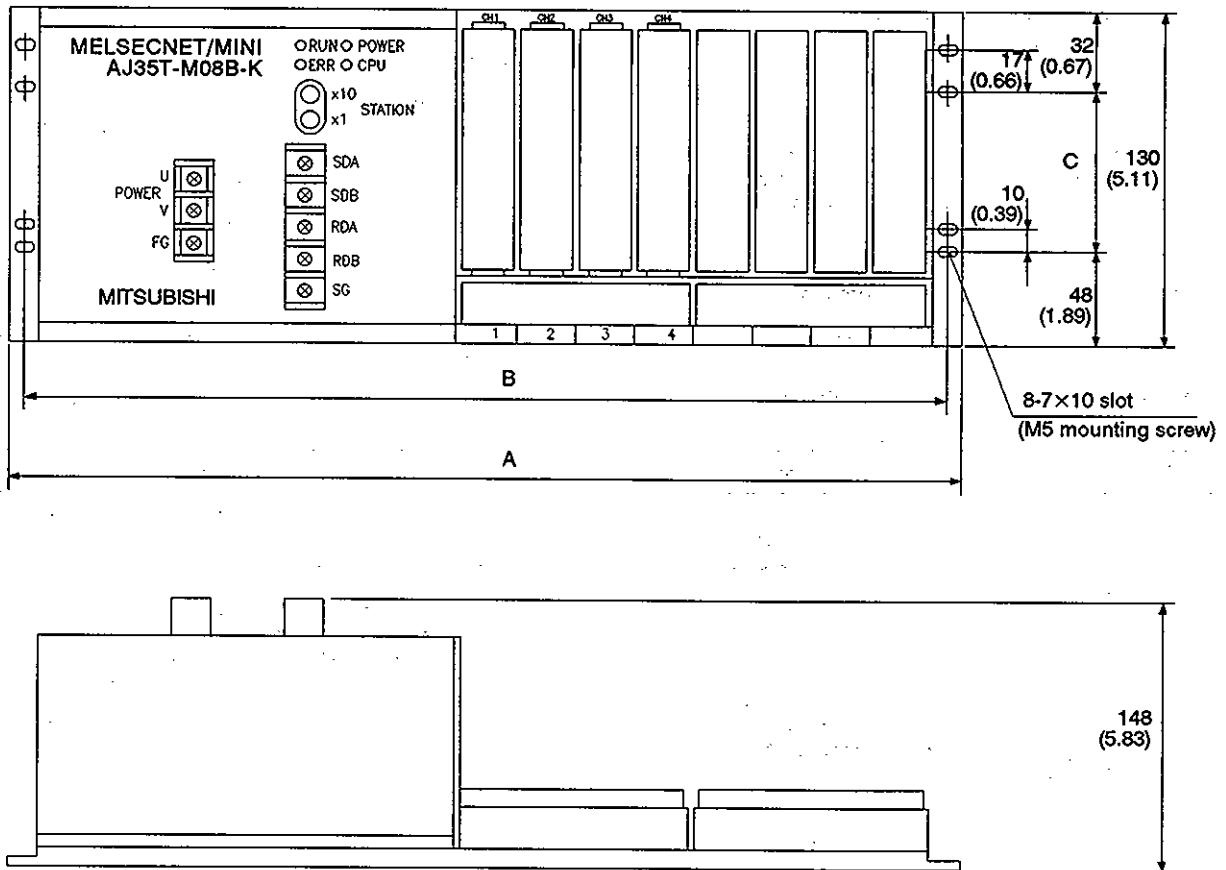 CH1 CH2 CH3 CH4
MELSECNET/MINI
AJ35T-M08B-K
RUN POWER
ERR CPU
x10
x1
STATION
SDA
SDB
RDA
RDB
SG
U
POWER
V
FG
MITSUBISHI
1 2 3 4
17
(0.66)
32
(0.67)
C
130
(5.11)
10
(0.39)
48
(1.89)
B
8-7×10 slot
(M5 mounting screw)
A
148
(5.83)